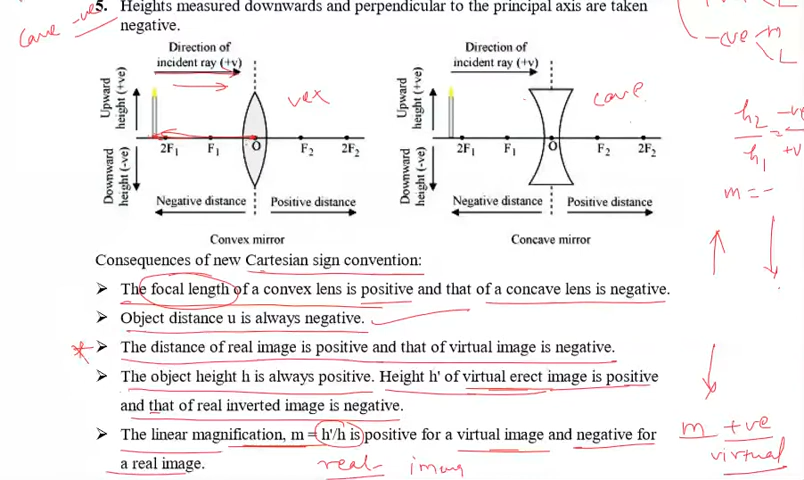 5. Heights measured downwards and perpendicular to the principal axis are taken
negative.
cave -ve
-cve
m
L
Direction of
incident ray (+v)
Upward
height (+ve)
Downward
height (-ve)
vex
2F1 F1 O F2 2F2
Negative distance Positive distance
Convex mirror
Direction of
incident ray (+v)
Upward
height (+ve)
Downward
height (-ve)
cave
2F1 F1 O F2 2F2
Negative distance Positive distance
Concave mirror
h2 = -ve
h1 +v
m = -
Consequences of new Cartesian sign convention:
➢ The focal length of a convex lens is positive and that of a concave lens is negative.
➢ Object distance u is always negative.
* ➢ The distance of real image is positive and that of virtual image is negative.
➢ The object height h is always positive. Height h' of virtual erect image is positive
and that of real inverted image is negative.
➢ The linear magnification, m = h'/h is positive for a virtual image and negative for
a real image.
real imag
m +ve
virtual